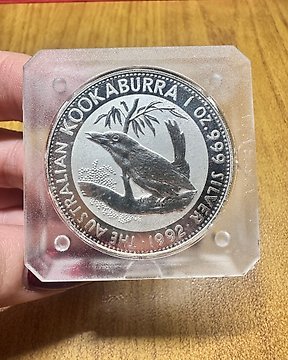 THE AUSTRALIAN KOOKABURRA 1 OZ. 999 SILVER · 1992 ·